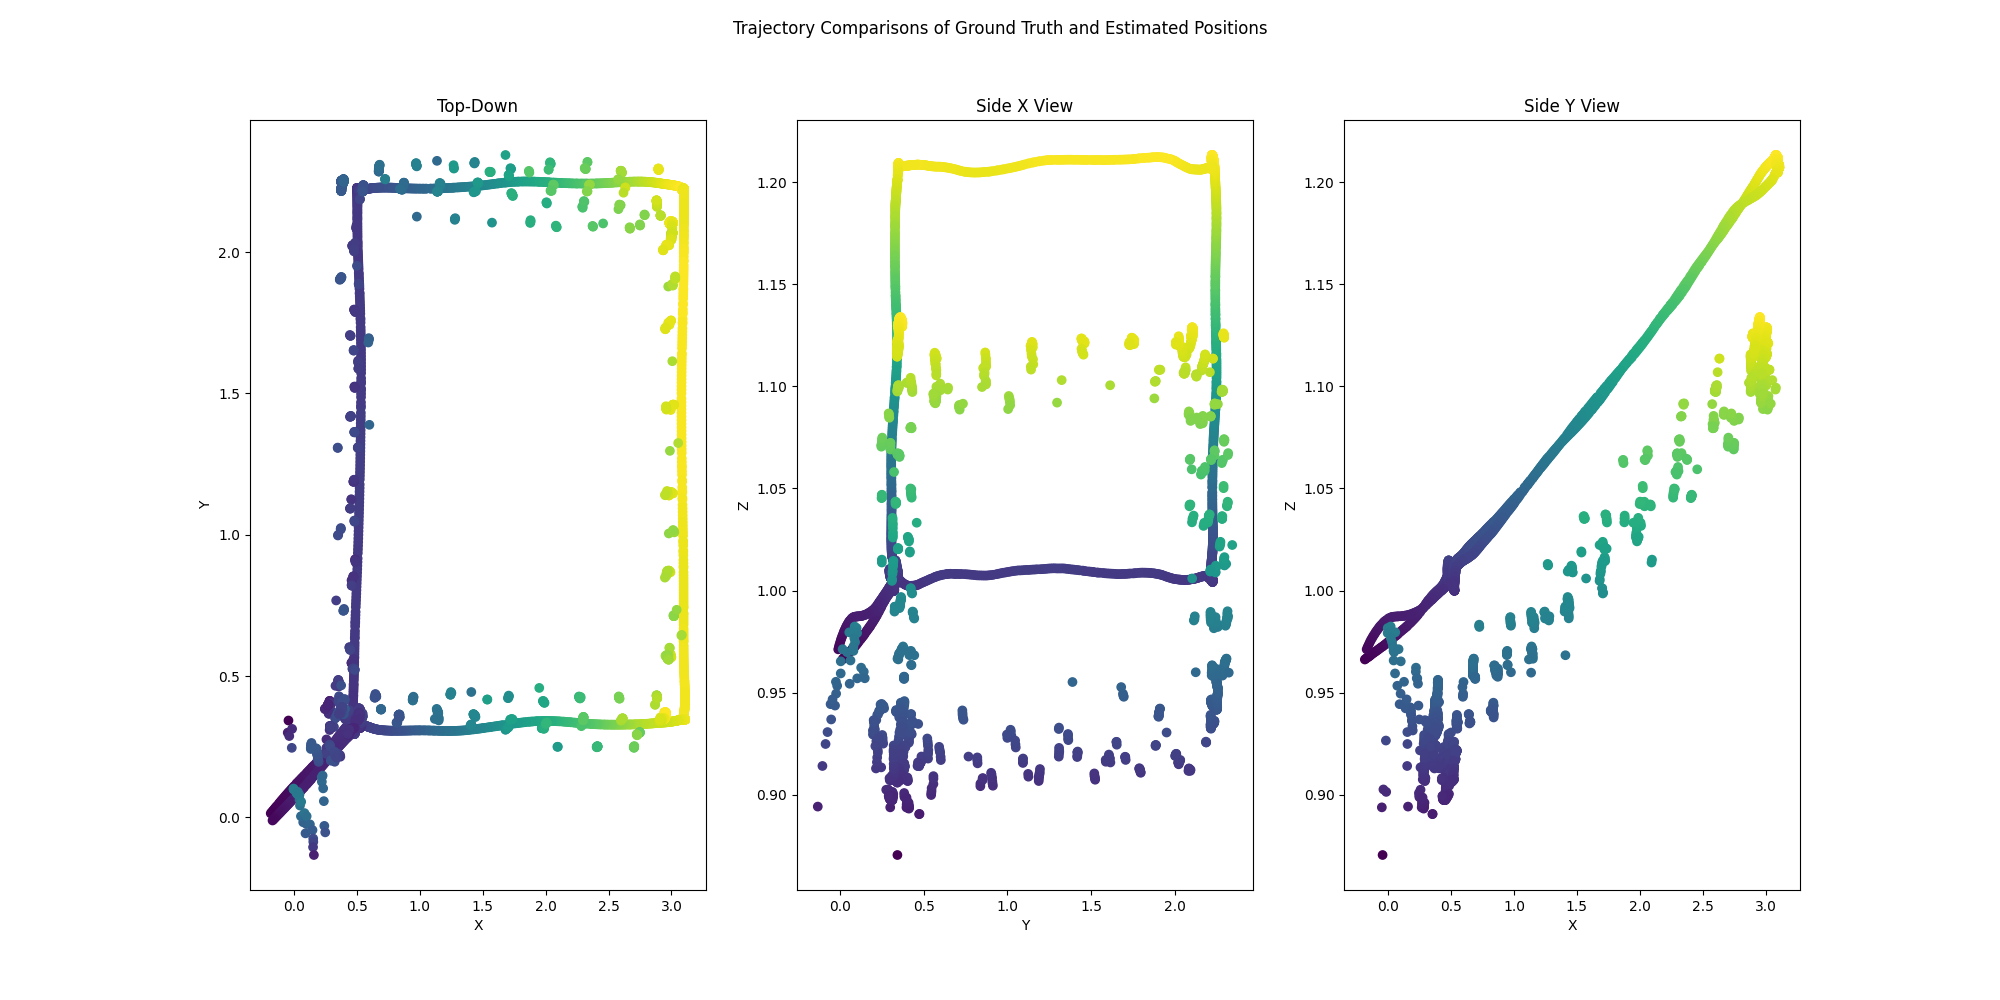 Trajectory Comparisons of Ground Truth and Estimated Positions
Top-Down
Side X View
Side Y View
2.0
1.5
1.0
0.5
0.0
Y
0.0 0.5 1.0 1.5 2.0 2.5 3.0
X
1.20
1.15
1.10
1.05
1.00
0.95
0.90
Z
0.0 0.5 1.0 1.5 2.0
Y
1.20
1.15
1.10
1.05
1.00
0.95
0.90
Z
0.0 0.5 1.0 1.5 2.0 2.5 3.0
X